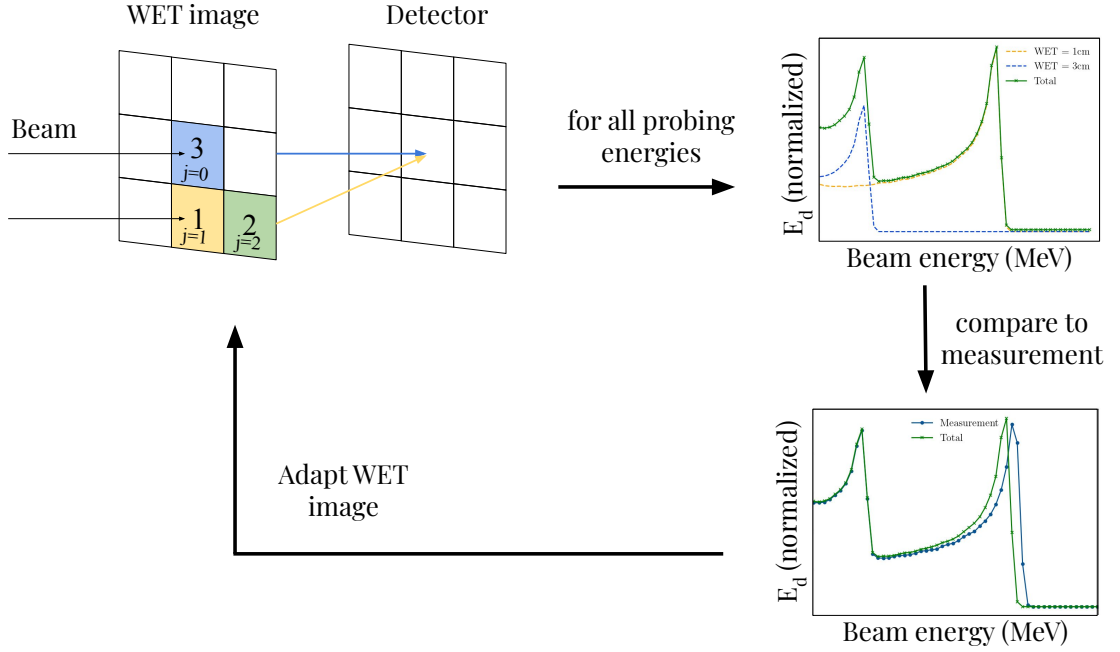 WET image
Detector
Beam
3
j=0
1
j=1
2
j=2
for all probing
energies
WET = 1cm
WET = 3cm
Total
E_d (normalized)
Beam energy (MeV)
compare to
measurement
Measurement
Total
E_d (normalized)
Beam energy (MeV)
Adapt WET
image